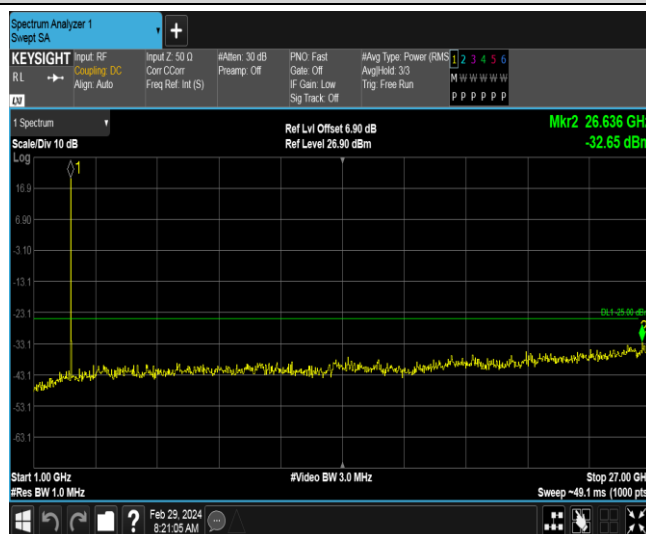 Spectrum Analyzer 1
Swept SA
+
KEYSIGHT
RL
LXI
Input: RF
Coupling: DC
Align: Auto
Input Z: 50 Ω
Corr CCorr
Freq Ref: Int (S)
#Atten: 30 dB
Preamp: Off
PNO: Fast
Gate: Off
IF Gain: Low
Sig Track: Off
#Avg Type: Power (RMS
Avg|Hold: 3/3
Trig: Free Run
1 2 3 4 5 6
M W W W W W
P P P P P P
1 Spectrum
Scale/Div 10 dB
Ref Lvl Offset 6.90 dB
Ref Level 26.90 dBm
Mkr2 26.636 GHz
-32.65 dBm
Log
1
16.9
6.90
-3.10
-13.1
-23.1
DL1 -25.00 dBm
-33.1
-43.1
-53.1
-63.1
Start 1.00 GHz
#Video BW 3.0 MHz
Stop 27.00 GHz
#Res BW 1.0 MHz
Sweep ~49.1 ms (1000 pts)
?
Feb 29, 2024
8:21:05 AM